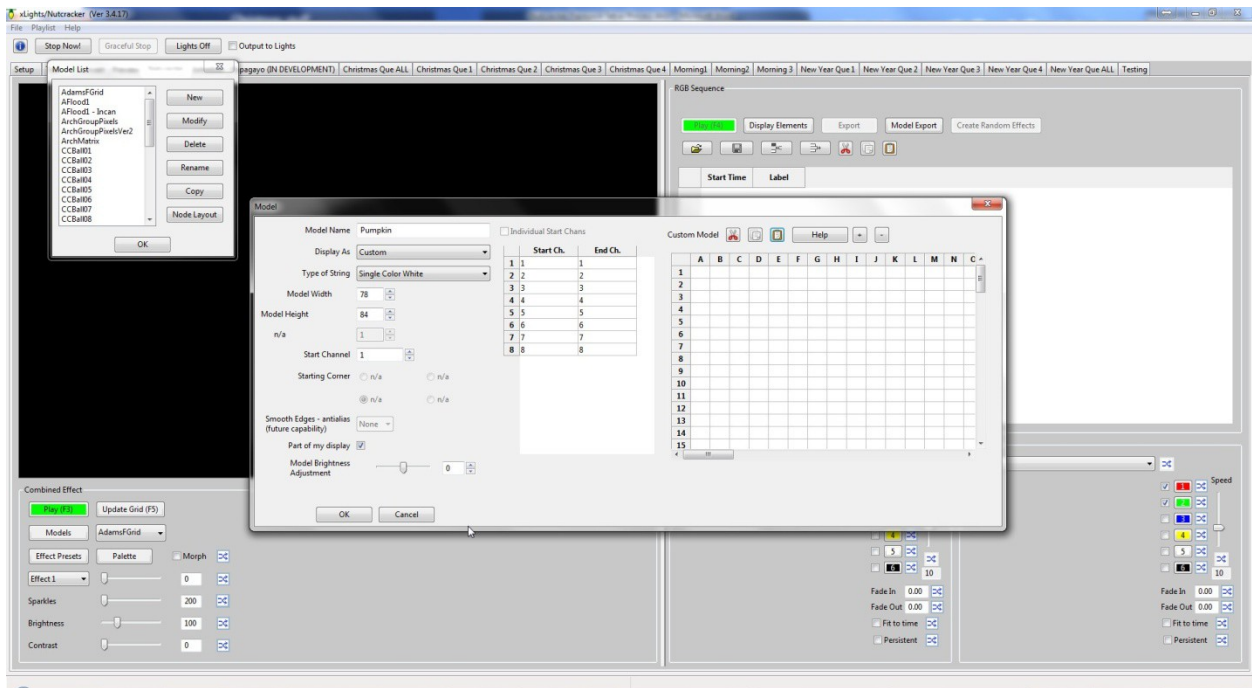 xLights/Nutcracker (Ver 3.4.17)
File Playlist Help
Stop Now! Graceful Stop Lights Off Output to Lights
Setup pagayo (IN DEVELOPMENT) Christmas Que ALL Christmas Que 1 Christmas Que 2 Christmas Que 3 Christmas Que 4 Morning1 Morning2 Morning 3 New Year Que 1 New Year Que 2 New Year Que 3 New Year Que 4 New Year Que ALL Testing
Model List
AdamsFGrid
AFlood1
AFlood1 - Incan
ArchGroupPixels
ArchGroupPixelsVer2
ArchMatrix
CCBall01
CCBall02
CCBall03
CCBall04
CCBall05
CCBall06
CCBall07
CCBall08
New
Modify
Delete
Rename
Copy
Node Layout
OK
RGB Sequence
Play (F4) Display Elements Export Model Export Create Random Effects
Start Time Label
Model
Model Name Pumpkin
Display As Custom
Type of String Single Color White
Model Width 78
Model Height 84
n/a 1
Start Channel 1
Starting Corner n/a n/a
n/a n/a
Smooth Edges - antialias
(future capability) None
Part of my display
Model Brightness
Adjustment 0
OK Cancel
Individual Start Chans
Start Ch. End Ch.
1 1 1
2 2 2
3 3 3
4 4 4
5 5 5
6 6 6
7 7 7
8 8 8
Custom Model Help + -
A B C D E F G H I J K L M N
1
2
3
4
5
6
7
8
9
10
11
12
13
14
15
Combined Effect
Play (F3) Update Grid (F5)
Models AdamsFGrid
Effect Presets Palette Morph
Effect 1 0
Sparkles 200
Brightness 100
Contrast 0
4
5
6
10
Fade In 0.00
Fade Out 0.00
Fit to time
Persistent
Speed
1
2
3
4
5
6
10
Fade In 0.00
Fade Out 0.00
Fit to time
Persistent